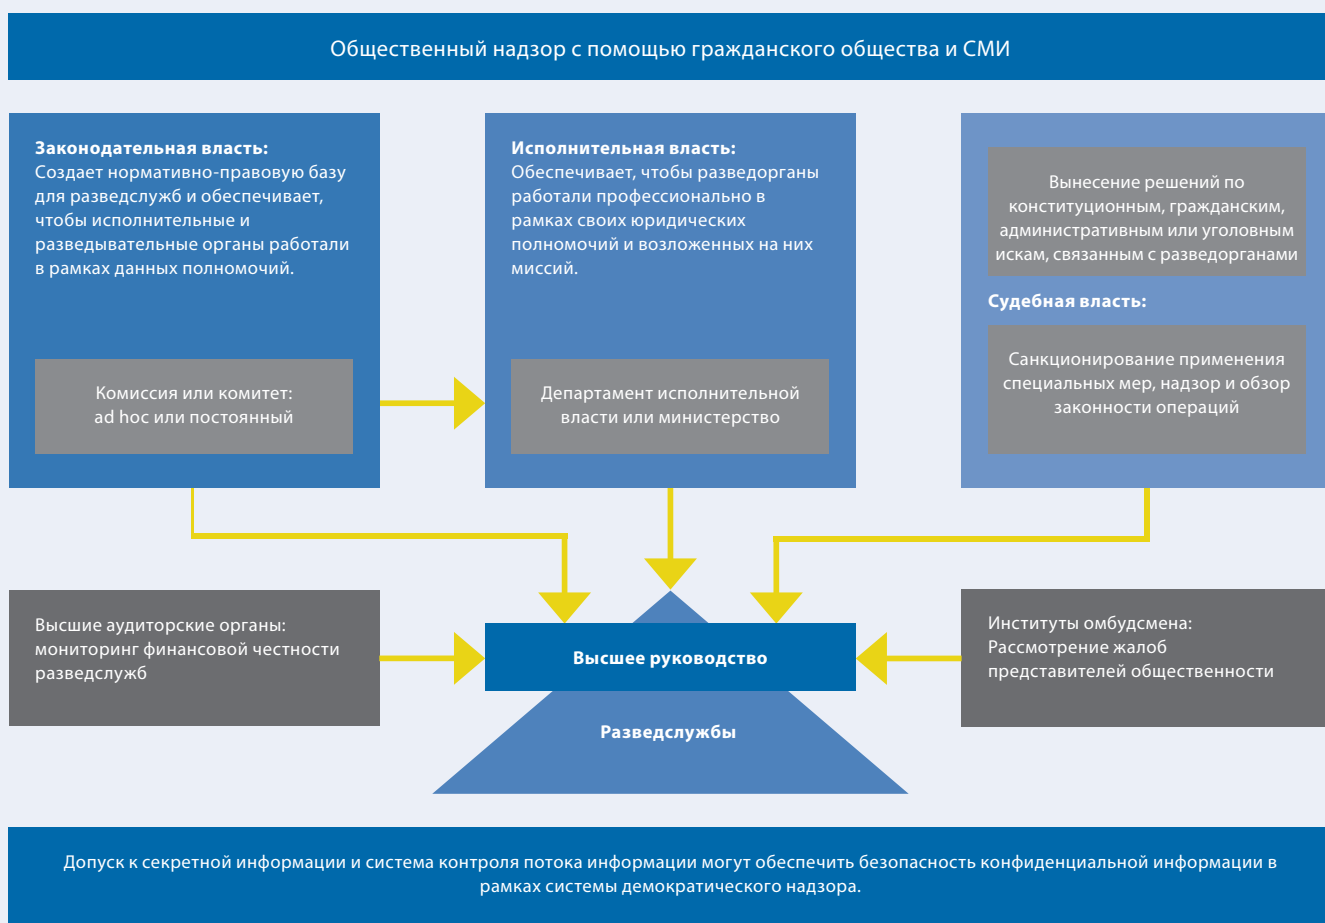 Общественный надзор с помощью гражданского общества и СМИ
Законодательная власть:
Создает нормативно-правовую базу
для разведслужб и обеспечивает,
чтобы исполнительные и
разведывательные органы работали
в рамках данных полномочий.
Комиссия или комитет:
ad hoc или постоянный
Исполнительная власть:
Обеспечивает, чтобы разведорганы
работали профессионально в
рамках своих юридических
полномочий и возложенных на них
миссий.
Департамент исполнительной
власти или министерство
Вынесение решений по
конституционным, гражданским,
административным или уголовным
искам, связанным с разведорганами
Судебная власть:
Санкционирование применения
специальных мер, надзор и обзор
законности операций
Высшие аудиторские органы:
мониторинг финансовой честности
разведслужб
Высшее руководство
Разведслужбы
Институты омбудсмена:
Рассмотрение жалоб
представителей общественности
Допуск к секретной информации и система контроля потока информации могут обеспечить безопасность конфиденциальной информации в
рамках системы демократического надзора.